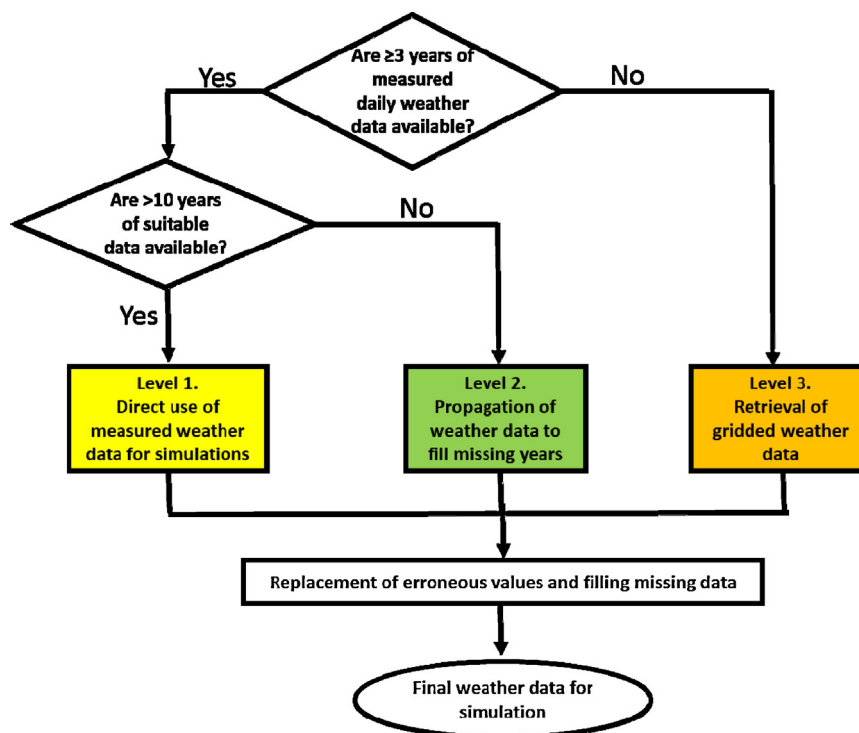 Are ≥3 years of
measured
daily weather
data available?
Yes
No
Are >10 years
of suitable
data available?
No
Yes
Level 1.
Direct use of
measured weather
data for simulations
Level 2.
Propagation of
weather data to
fill missing years
Level 3.
Retrieval of
gridded weather
data
Replacement of erroneous values and filling missing data
Final weather data for
simulation